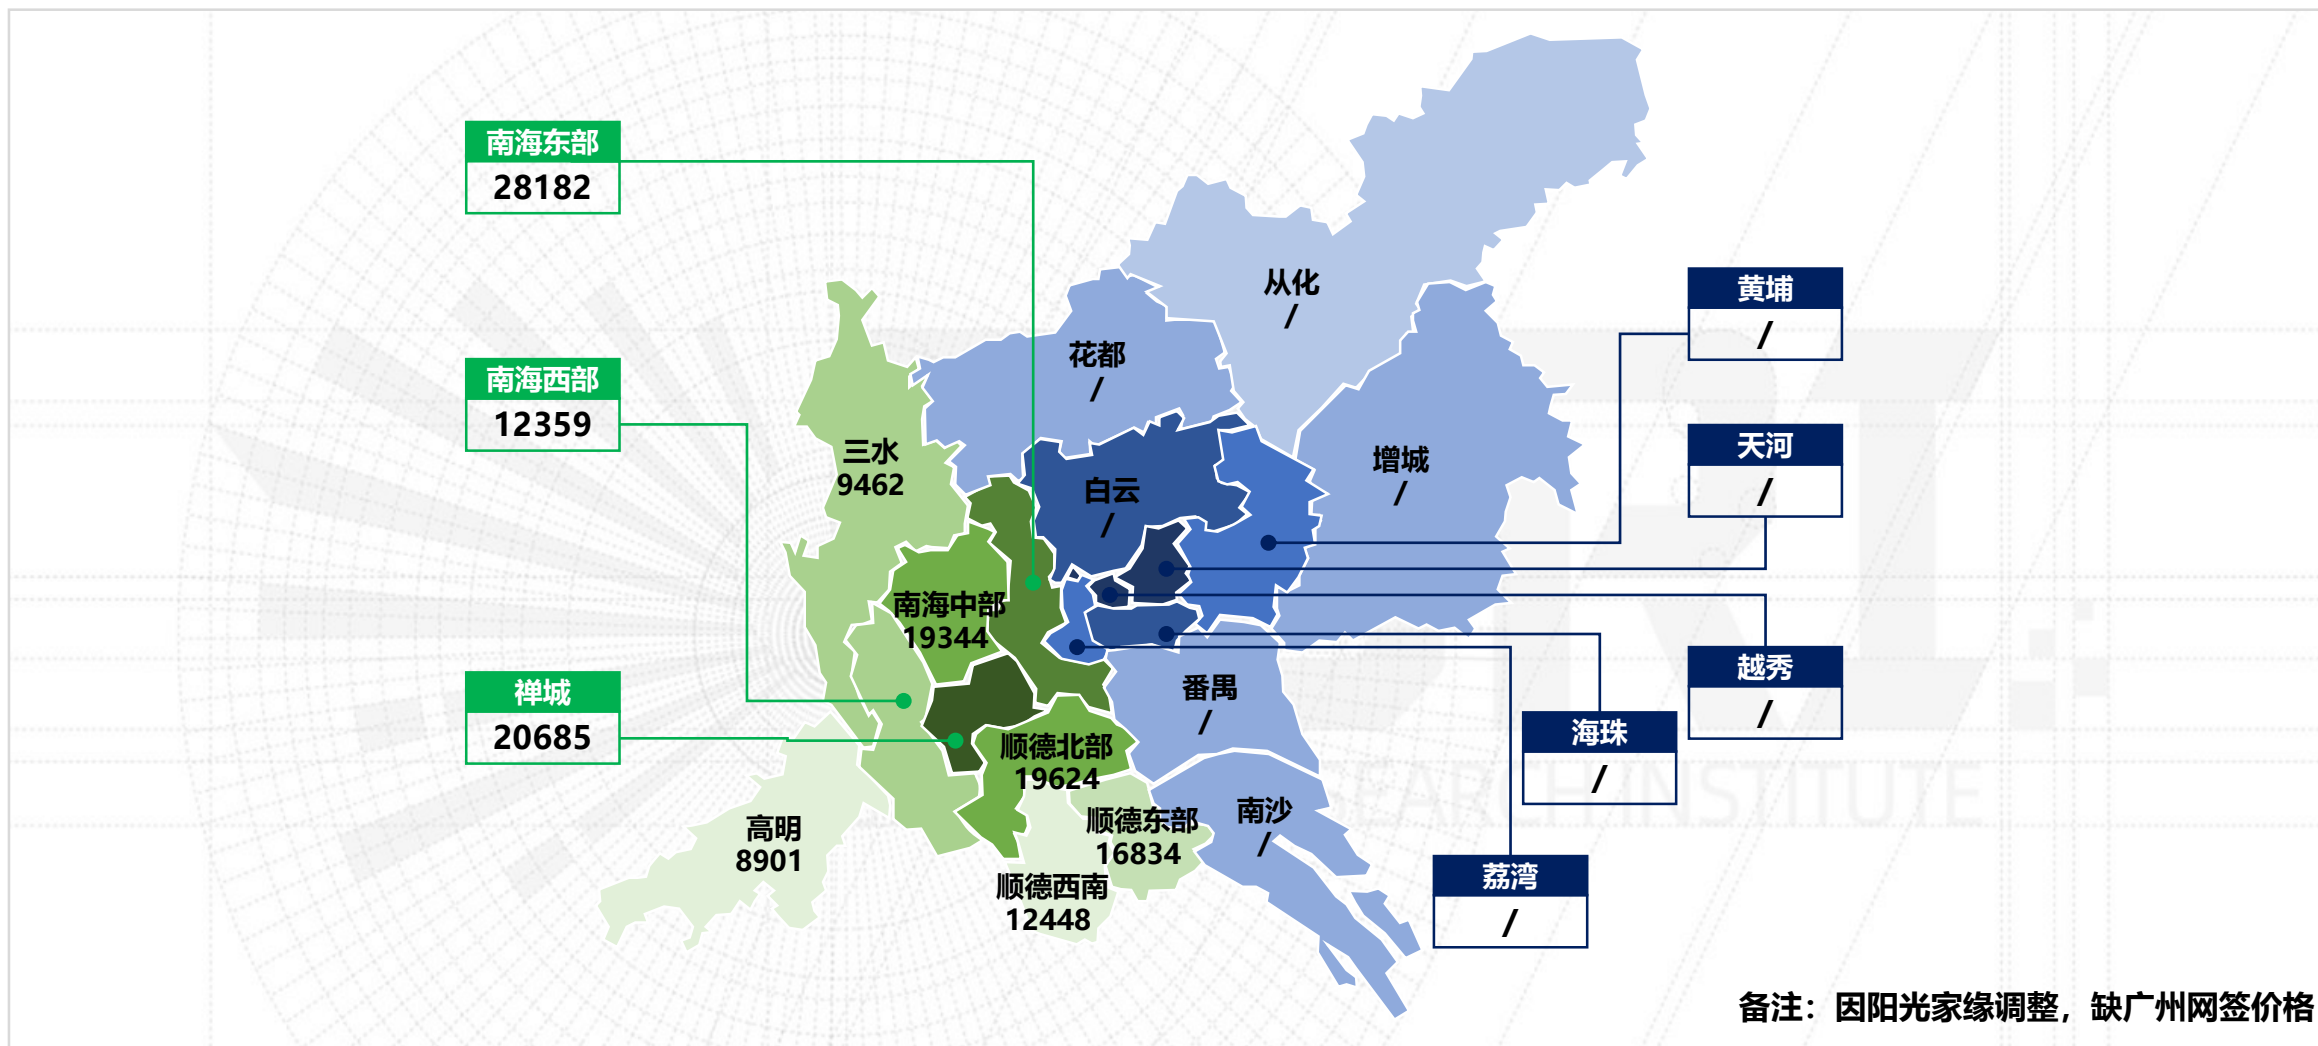 南海东部
28182
南海西部
12359
禅城
20685
从化
/
花都
/
三水
9462
白云
/
增城
/
南海中部
19344
番禺
/
顺德北部
19624
高明
8901
顺德东部
16834
南沙
/
顺德西南
12448
黄埔
/
天河
/
越秀
/
海珠
/
荔湾
/
备注：因阳光家缘调整，缺广州网签价格